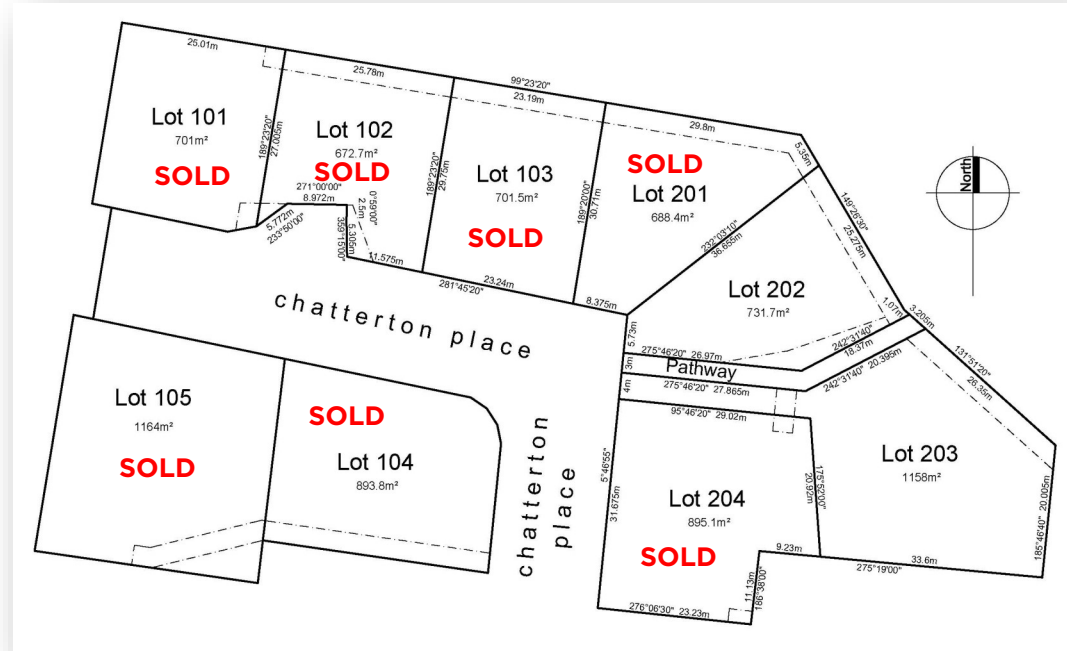 25.01m
25.78m
99°23'20"
23.19m
29.8m
5.35m
Lot 101
701m²
SOLD
189°23'20"
27.005m
Lot 102
672.7m²
SOLD
271°00'00"
8.972m
5.772m
233°50'00"
0°59'00"
2.5m
5.305m
359°15'00"
11.575m
189°23'20"
29.75m
Lot 103
701.5m²
SOLD
23.24m
281°45'20"
189°20'00"
30.71m
SOLD
Lot 201
688.4m²
8.375m
232°03'10"
36.655m
149°26'30"
25.275m
North
Lot 202
731.7m²
5.73m
275°46'20" 26.97m
242°31'40"
18.37m
1.07m
3.205m
chatterton place
3m
Pathway
4m
275°46'20" 27.865m
242°31'40" 20.395m
131°51'20"
26.35m
Lot 105
1164m²
SOLD
SOLD
Lot 104
893.8m²
chatterton
place
5°46'55"
31.675m
95°46'20" 29.02m
Lot 204
895.1m²
SOLD
175°52'00"
20.92m
Lot 203
1158m²
185°46'40" 20.005m
9.23m
33.6m
275°19'00"
11.13m
186°38'00"
276°06'30" 23.23m